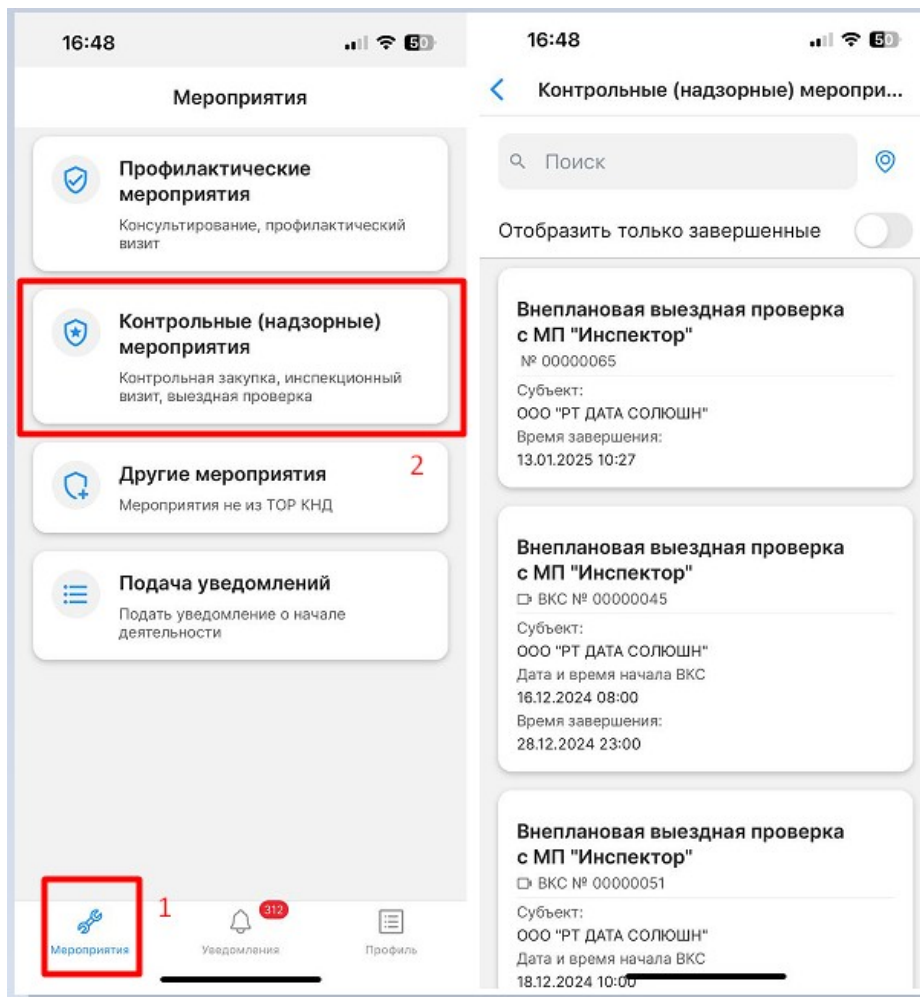 16:48
50
Мероприятия
Профилактические
мероприятия
Консультирование, профилактический
визит
Контрольные (надзорные)
мероприятия
Контрольная закупка, инспекционный
визит, выездная проверка
Другие мероприятия
2
Мероприятия не из ТОР КНД
Подача уведомлений
Подать уведомление о начале
деятельности
1
312
Мероприятия
Уведомления
Профиль
16:48
50
Контрольные (надзорные) меропри...
Поиск
Отобразить только завершенные
Внеплановая выездная проверка
с МП "Инспектор"
№ 00000065
Субъект:
ООО "РТ ДАТА СОЛЮШН"
Время завершения:
13.01.2025 10:27
Внеплановая выездная проверка
с МП "Инспектор"
ВКС № 00000045
Субъект:
ООО "РТ ДАТА СОЛЮШН"
Дата и время начала ВКС
16.12.2024 08:00
Время завершения:
28.12.2024 23:00
Внеплановая выездная проверка
с МП "Инспектор"
ВКС № 00000051
Субъект:
ООО "РТ ДАТА СОЛЮШН"
Дата и время начала ВКС
18.12.2024 10:00